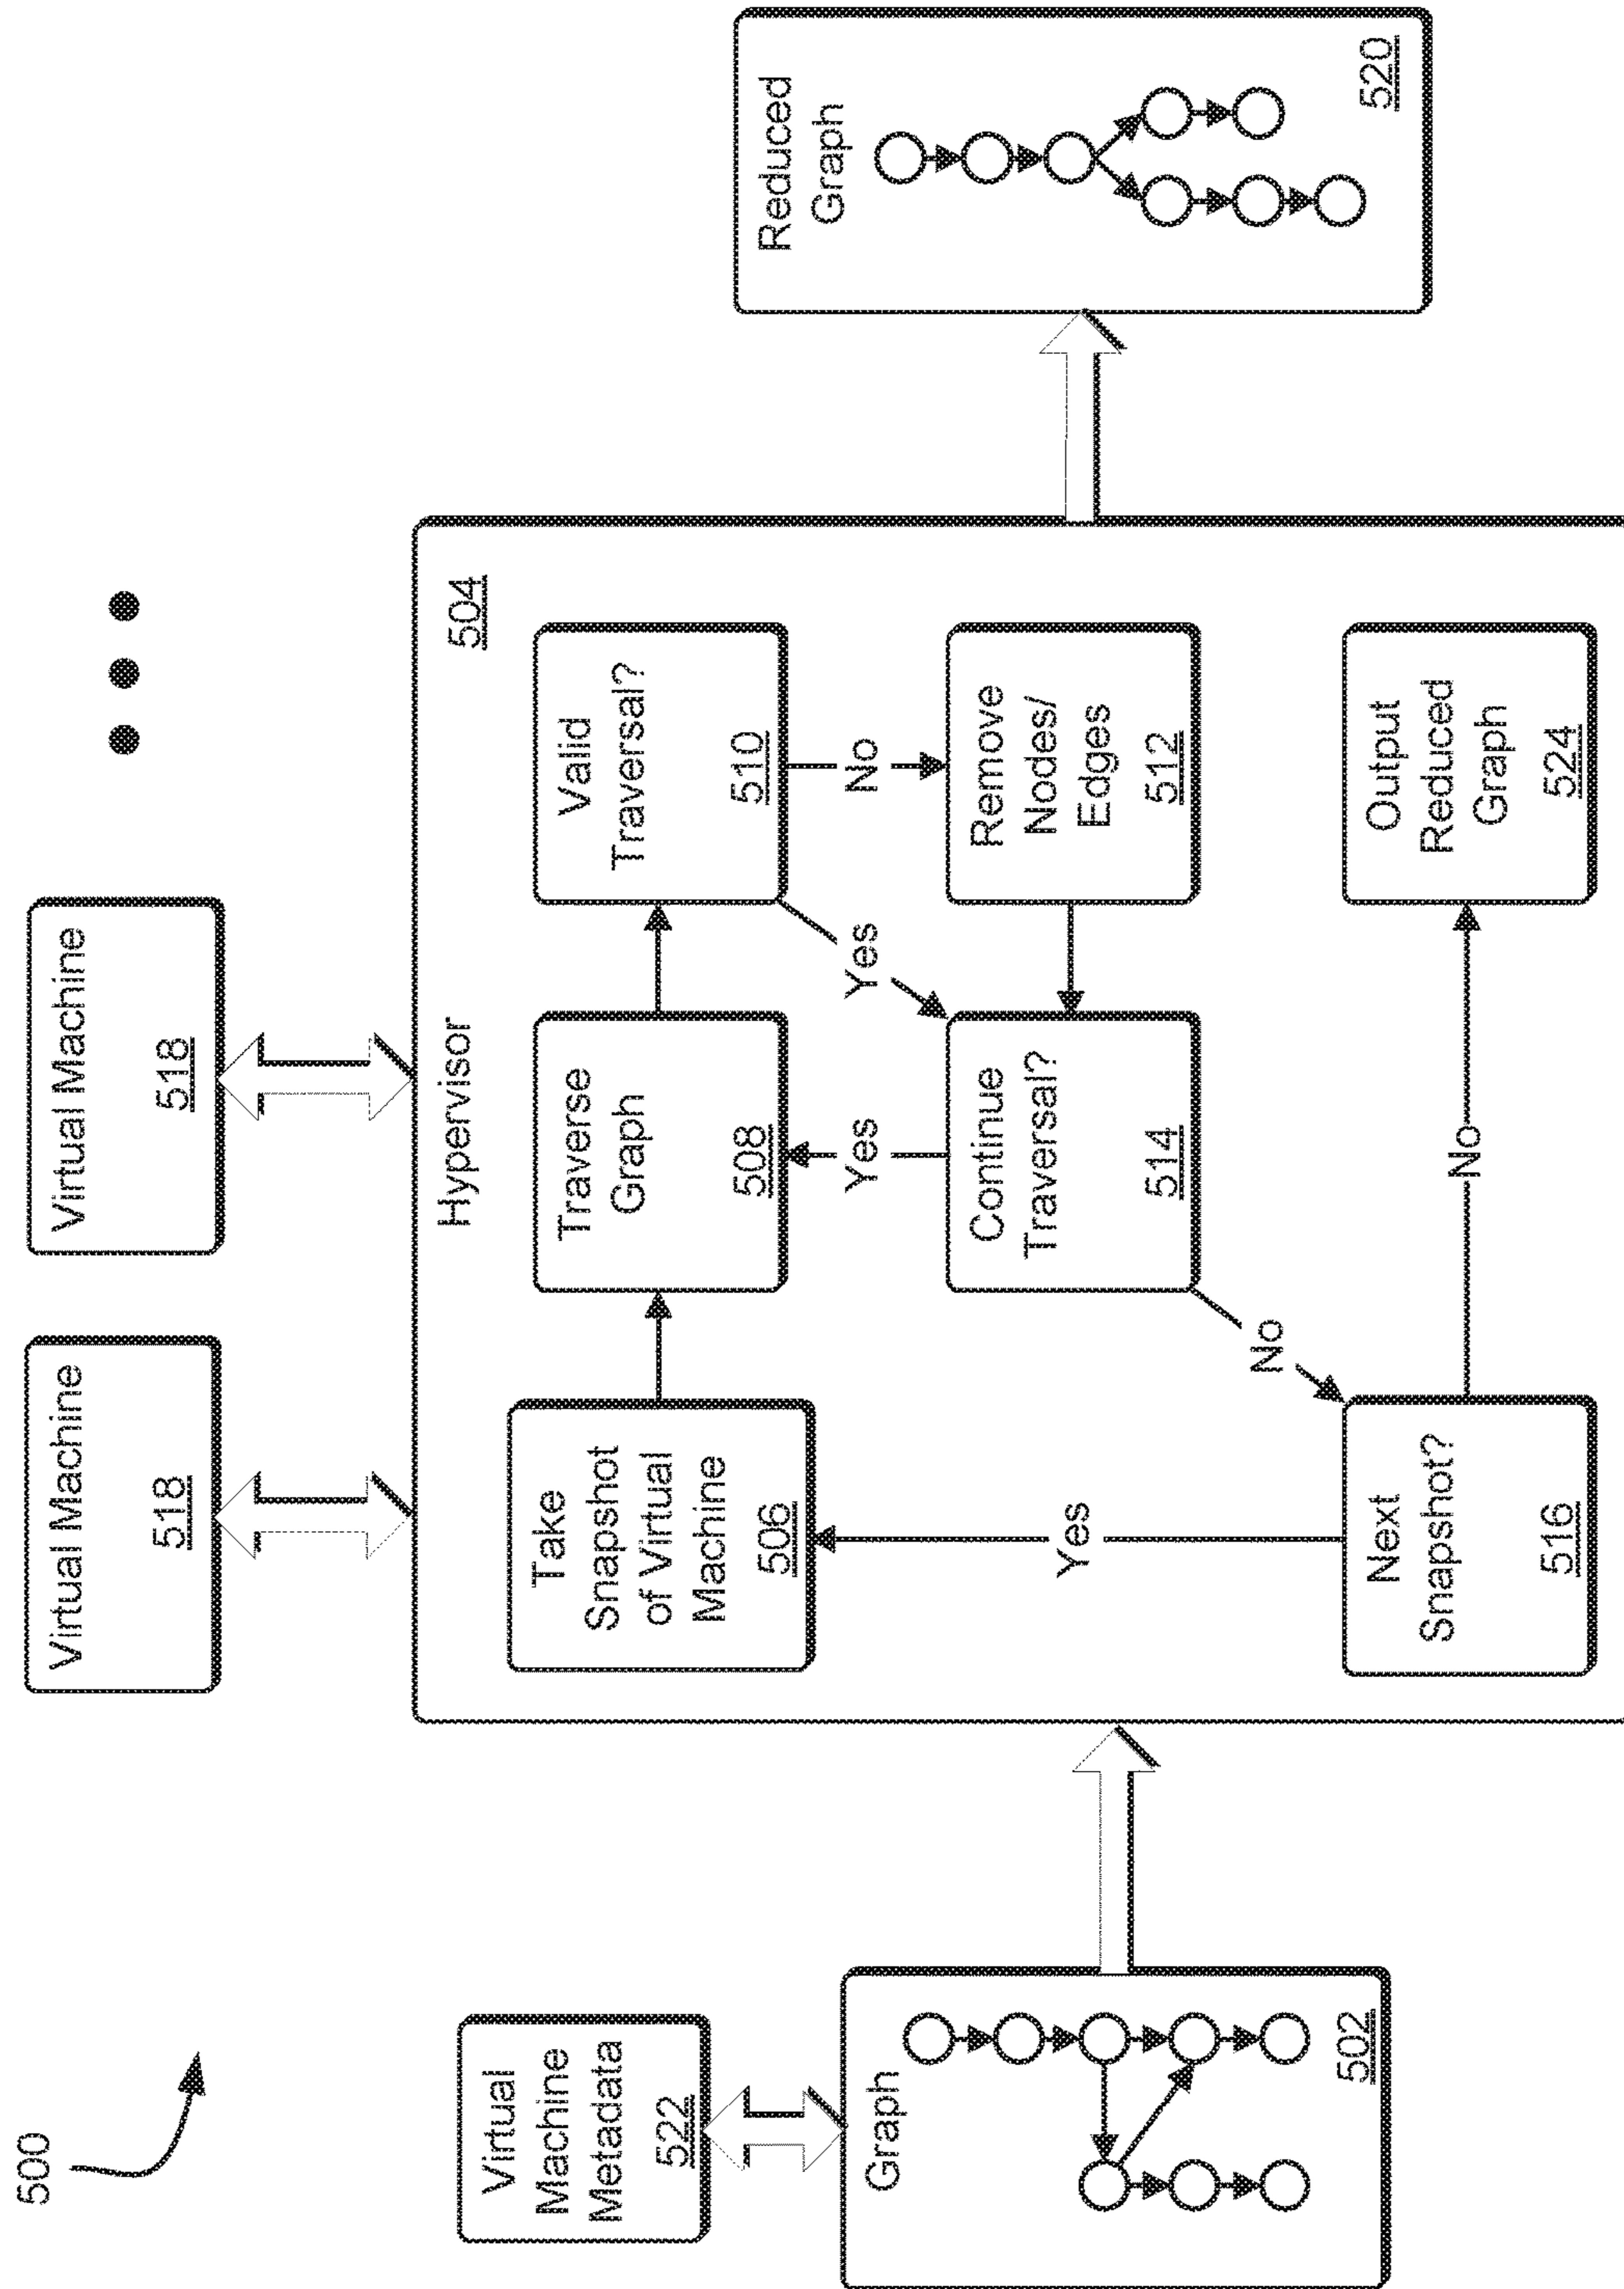 500
Virtual Machine
518
Virtual Machine
518
Virtual
Machine
Metadata
522
Graph
502
Hypervisor
504
Take
Snapshot
of Virtual
Machine
506
Traverse
Graph
508
Valid
Traversal?
510
Yes
Yes
No
Continue
Traversal?
514
Remove
Nodes/
Edges
512
Yes
No
Next
Snapshot?
516
No
Output
Reduced
Graph
524
Reduced
Graph
520